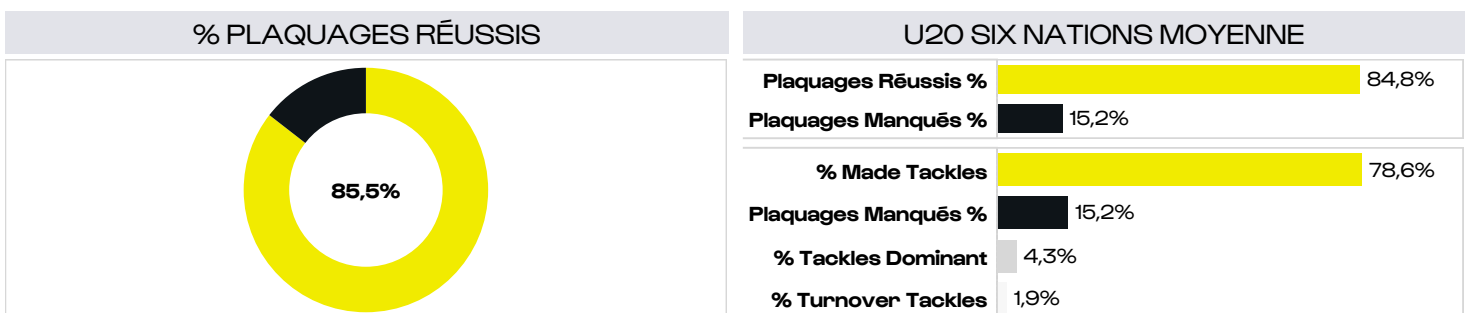 % PLAQUAGES RÉUSSIS
85,5%
U20 SIX NATIONS MOYENNE
Plaquages Réussis % 84,8%
Plaquages Manqués % 15,2%
% Made Tackles 78,6%
Plaquages Manqués % 15,2%
% Tackles Dominant 4,3%
% Turnover Tackles 1,9%